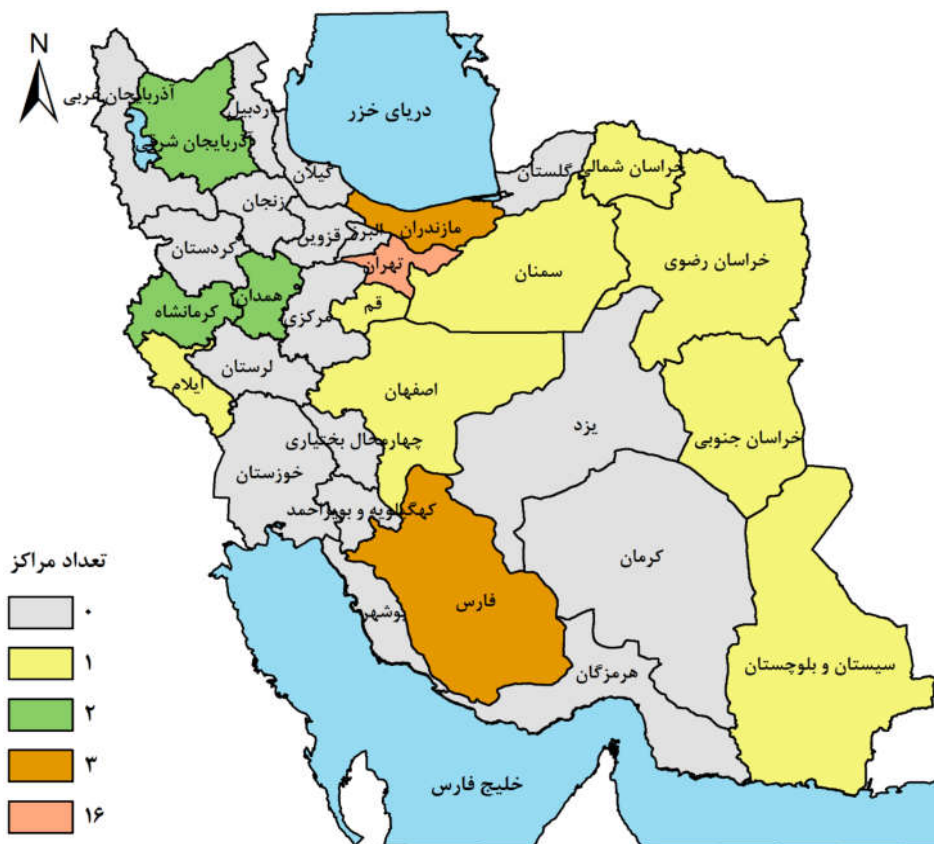 N
دریای خزر
آذربایجان غربی
اردبیل
آذربایجان شرقی
گیلان
گلستان
خراسان شمالی
زنجان
مازندران
البرز
قزوین
کردستان
تهران
سمنان
خراسان رضوی
همدان
قم
کرمانشاه
مرکزی
لرستان
ایلام
اصفهان
یزد
خراسان جنوبی
چهارمحال بختیاری
خوزستان
کهگیلویه و بویراحمد
کرمان
فارس
بوشهر
هرمزگان
سیستان و بلوچستان
خلیج فارس
تعداد مراکز
۰
۱
۲
۳
۱۶